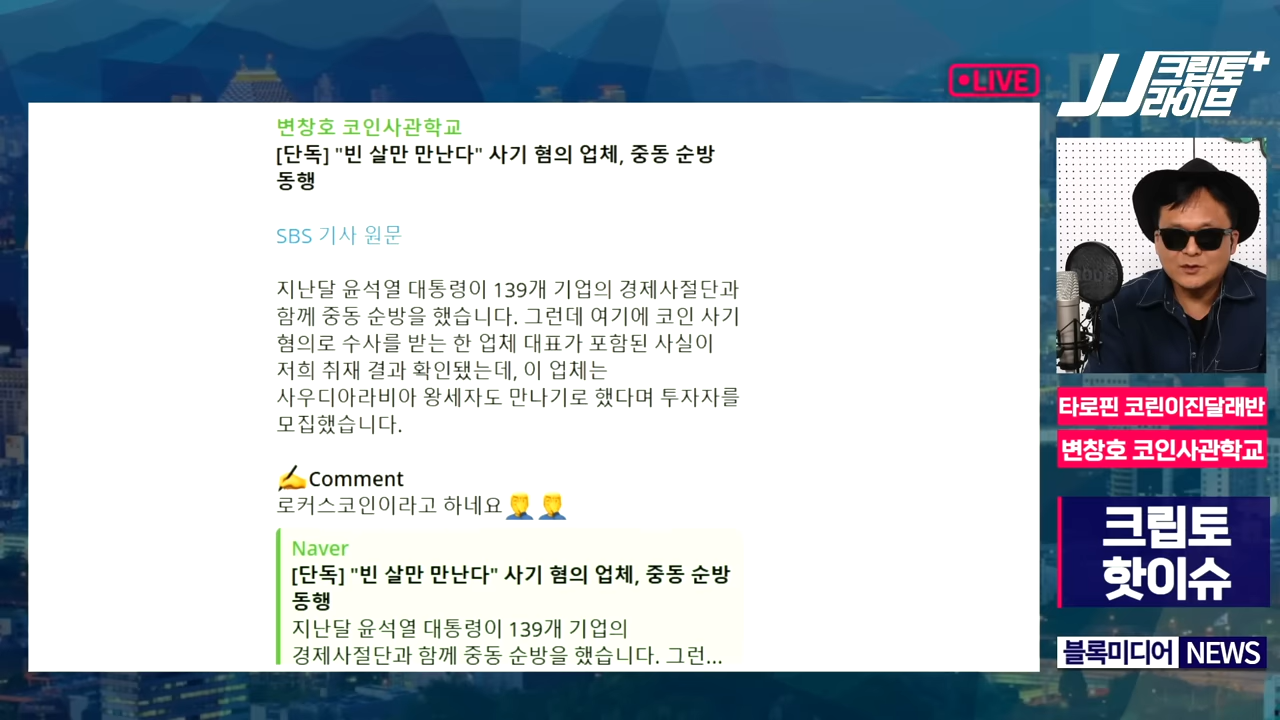 변창호 코인사관학교
[단독] "빈 살만 만난다" 사기 혐의 업체, 중동 순방
동행
SBS 기사 원문
지난달 윤석열 대통령이 139개 기업의 경제사절단과
함께 중동 순방을 했습니다. 그런데 여기에 코인 사기
혐의로 수사를 받는 한 업체 대표가 포함된 사실이
저희 취재 결과 확인됐는데, 이 업체는
사우디아라비아 왕세자도 만나기로 했다며 투자자를
모집했습니다.
✍Comment
로커스코인이라고 하네요🤦‍♂️🤦‍♂️
Naver
[단독] "빈 살만 만난다" 사기 혐의 업체, 중동 순방
동행
지난달 윤석열 대통령이 139개 기업의
경제사절단과 함께 중동 순방을 했습니다. 그런...
LIVE
JJ 크립토+
라이브
RODE
타로핀 코린이진달래반
변창호 코인사관학교
크립토
핫이슈
블록미디어 NEWS